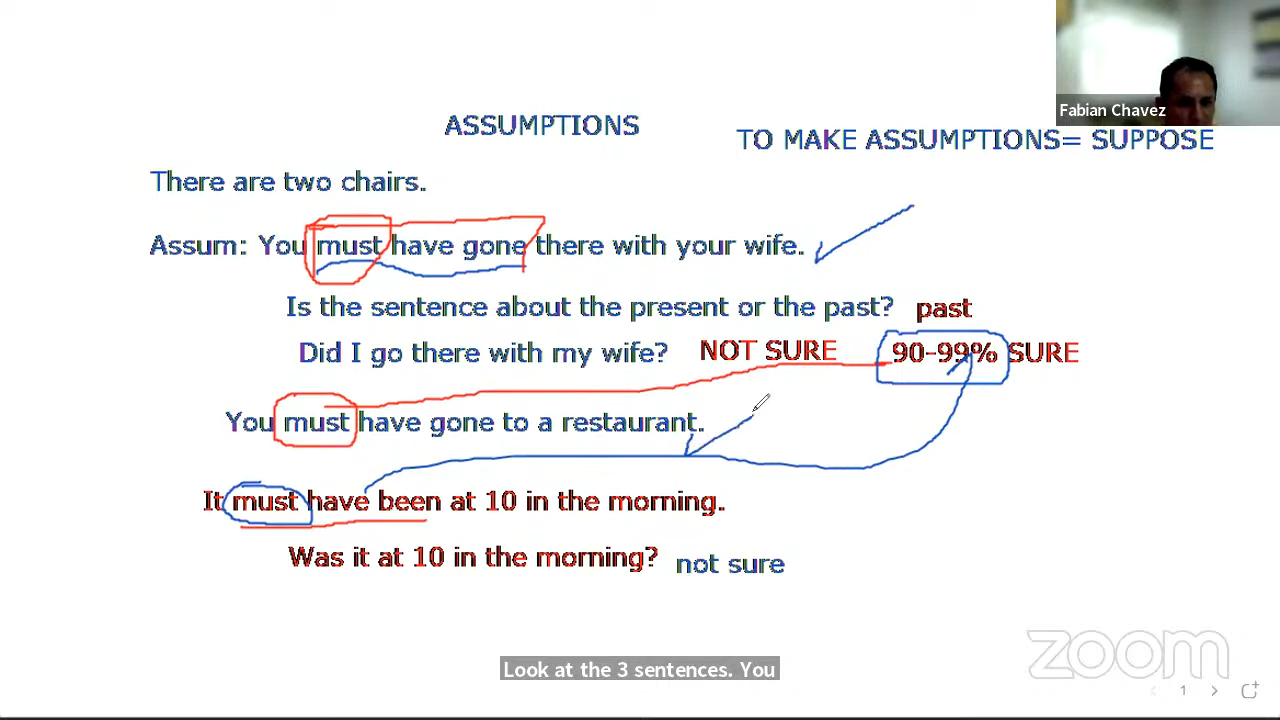 Fabian Chavez
ASSUMPTIONS
TO MAKE ASSUMPTIONS= SUPPOSE
There are two chairs.
Assum: You must have gone there with your wife.
Is the sentence about the present or the past? past
Did I go there with my wife? NOT SURE 90-99% SURE
You must have gone to a restaurant.
It must have been at 10 in the morning.
Was it at 10 in the morning? not sure
Look at the 3 sentences. You
zoom
1